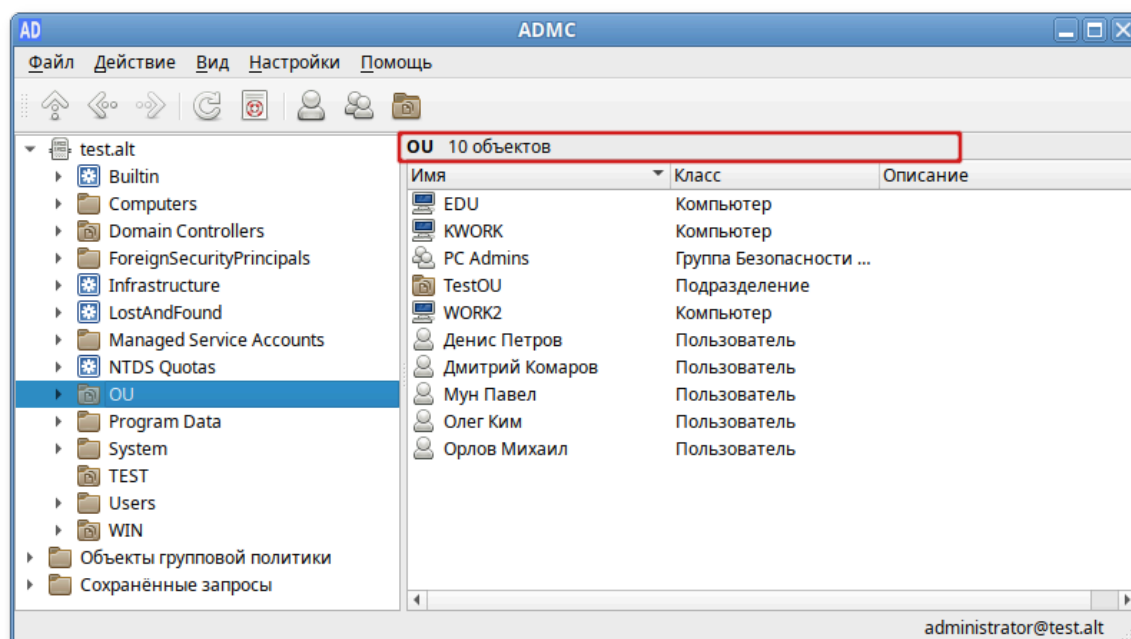 AD ADMC
Файл Действие Вид Настройки Помощь
test.alt
Builtin
Computers
Domain Controllers
ForeignSecurityPrincipals
Infrastructure
LostAndFound
Managed Service Accounts
NTDS Quotas
OU
Program Data
System
TEST
Users
WIN
Объекты групповой политики
Сохранённые запросы
OU 10 объектов
Имя Класс Описание
EDU Компьютер
KWORK Компьютер
PC Admins Группа Безопасности ...
TestOU Подразделение
WORK2 Компьютер
Денис Петров Пользователь
Дмитрий Комаров Пользователь
Мун Павел Пользователь
Олег Ким Пользователь
Орлов Михаил Пользователь
administrator@test.alt